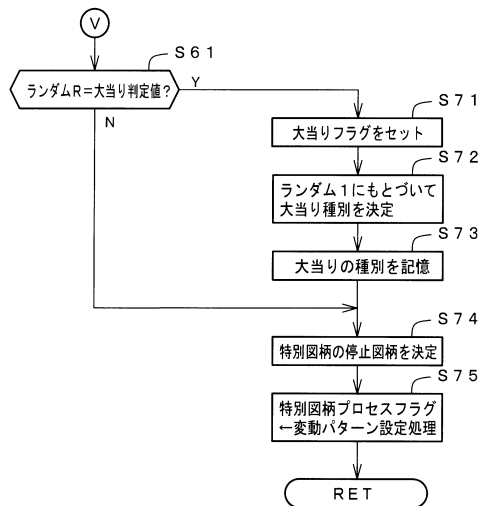 V
S61
ランダムR=大当り判定値?
Y
N
S71
大当りフラグをセット
S72
ランダム1にもとづいて
大当り種別を決定
S73
大当りの種別を記憶
S74
特別図柄の停止図柄を決定
S75
特別図柄プロセスフラグ
←変動パターン設定処理
RET